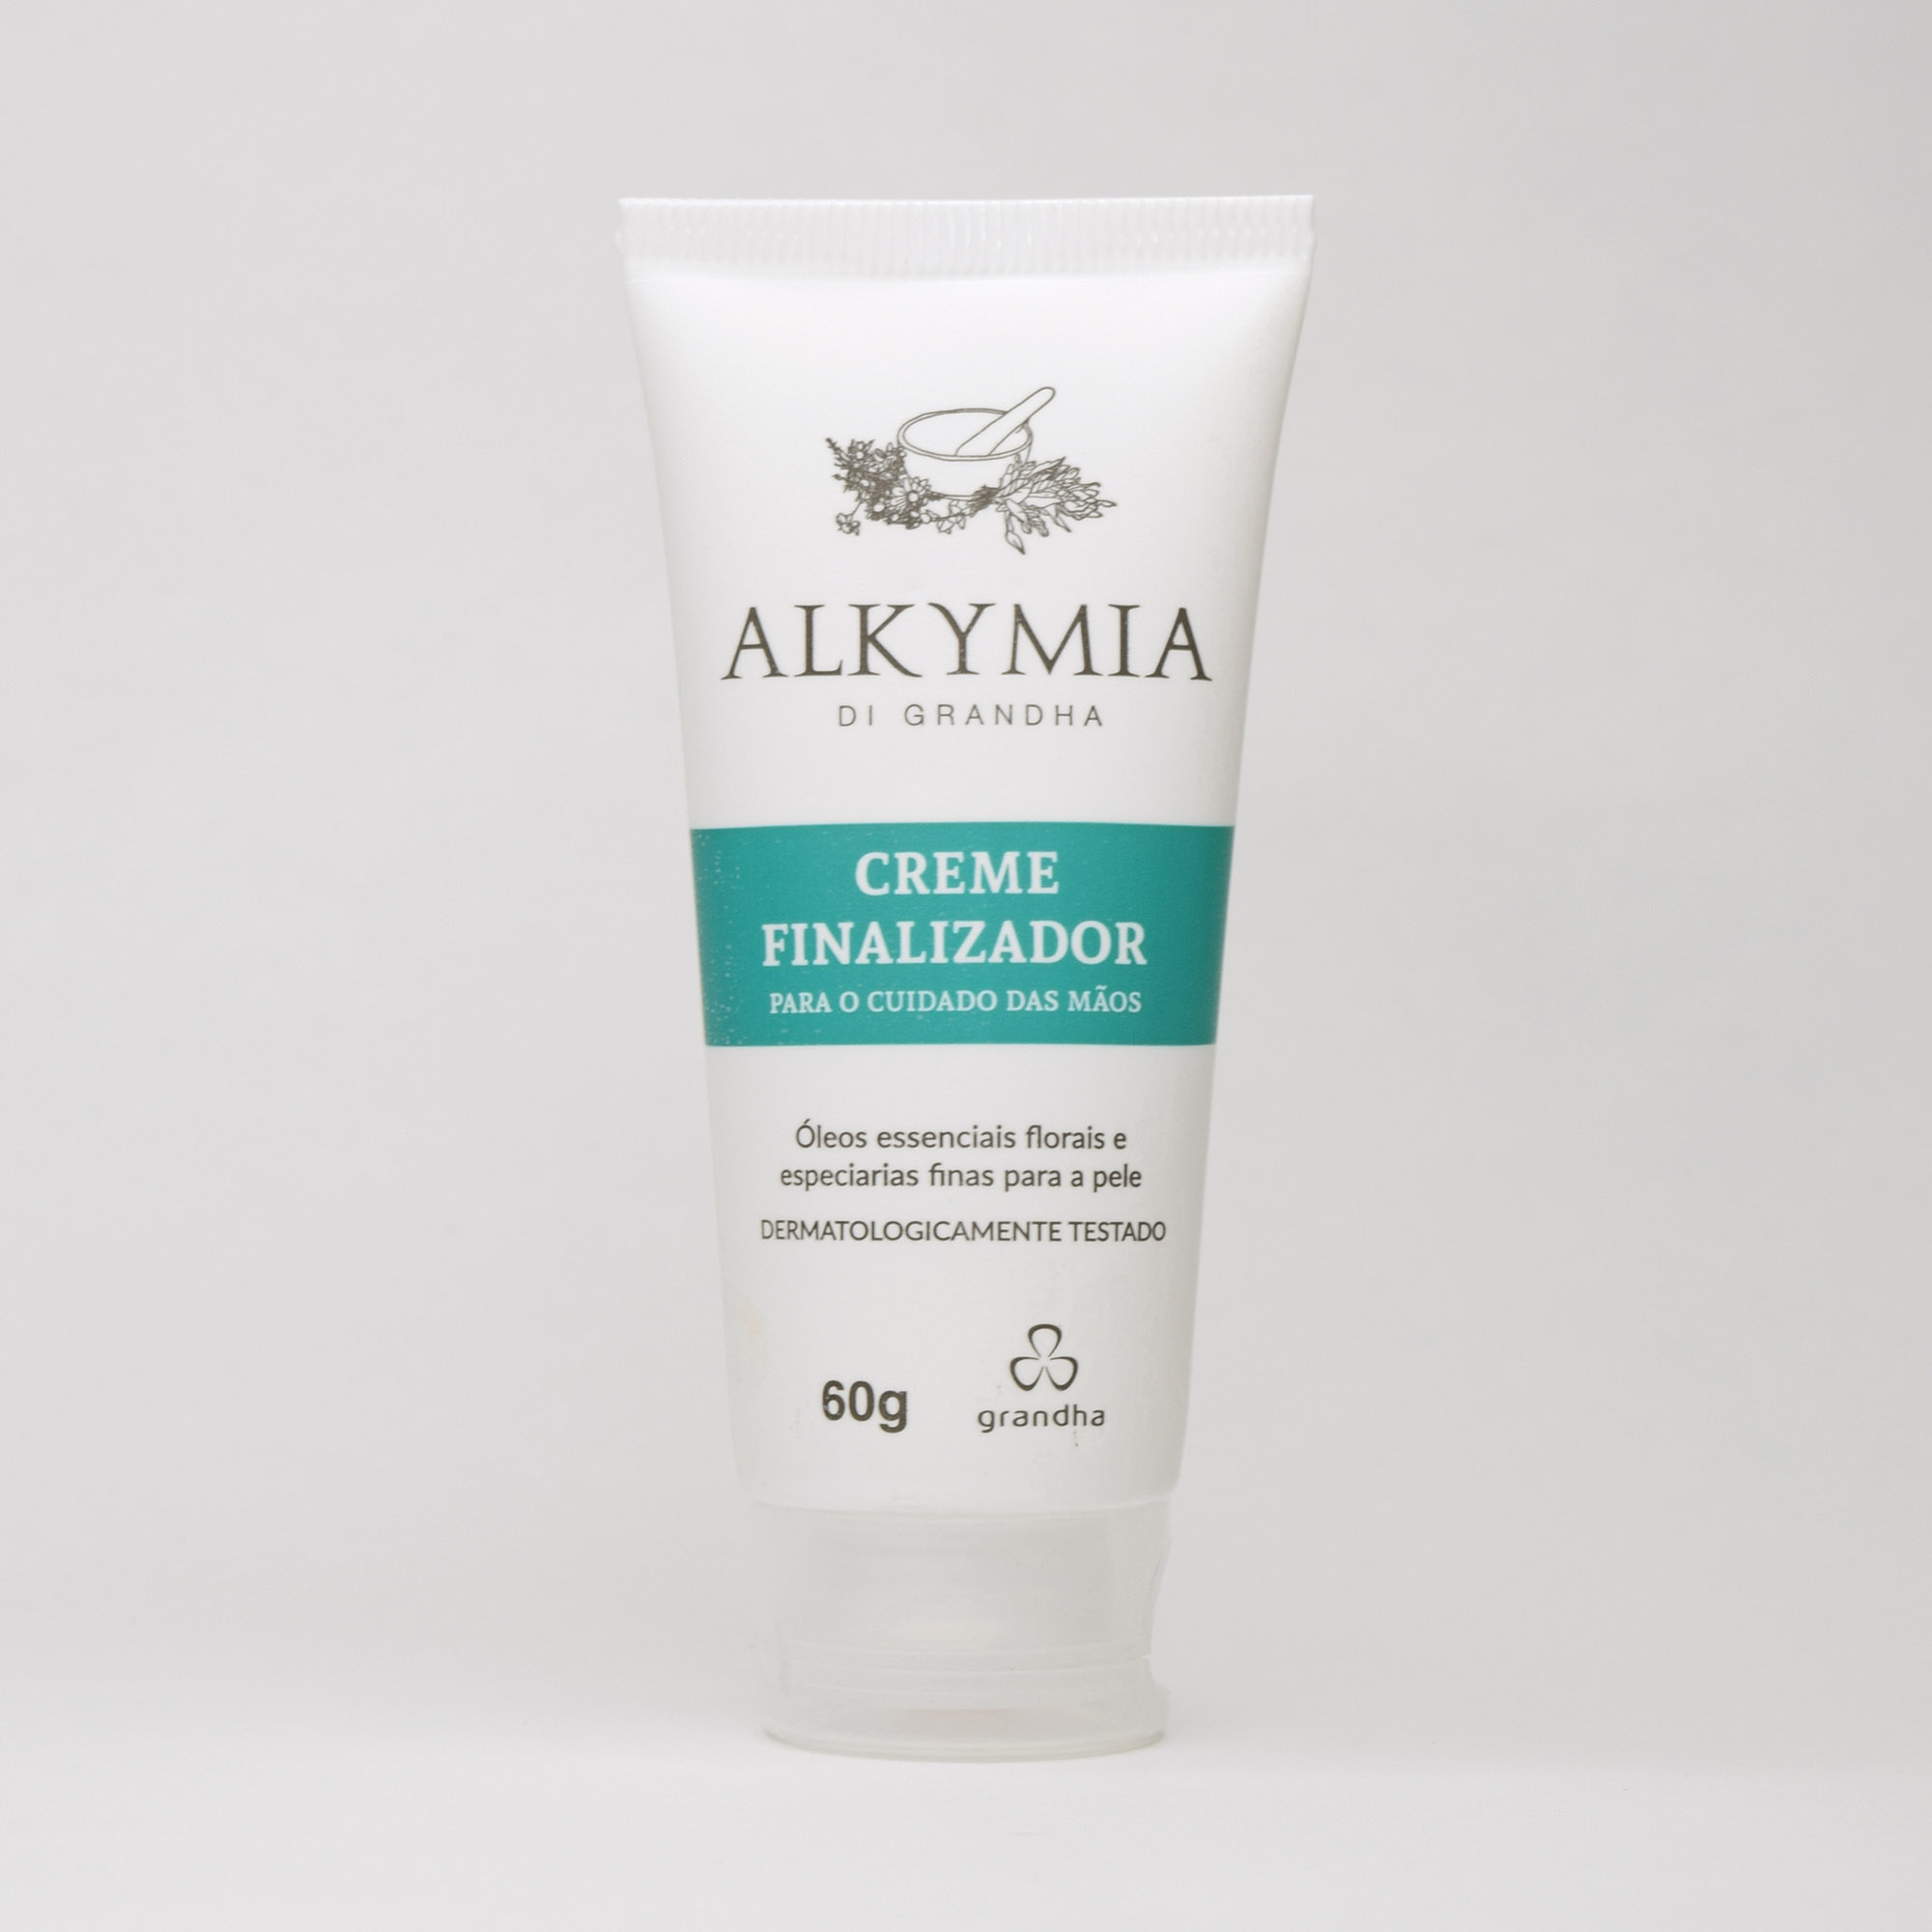 ALKYMIA
DI GRANDHA
CREME
FINALIZADOR
PARA O CUIDADO DAS MÃOS
Óleos essenciais florais e
especiarias finas para a pele
DERMATOLOGICAMENTE TESTADO
60g
grandha